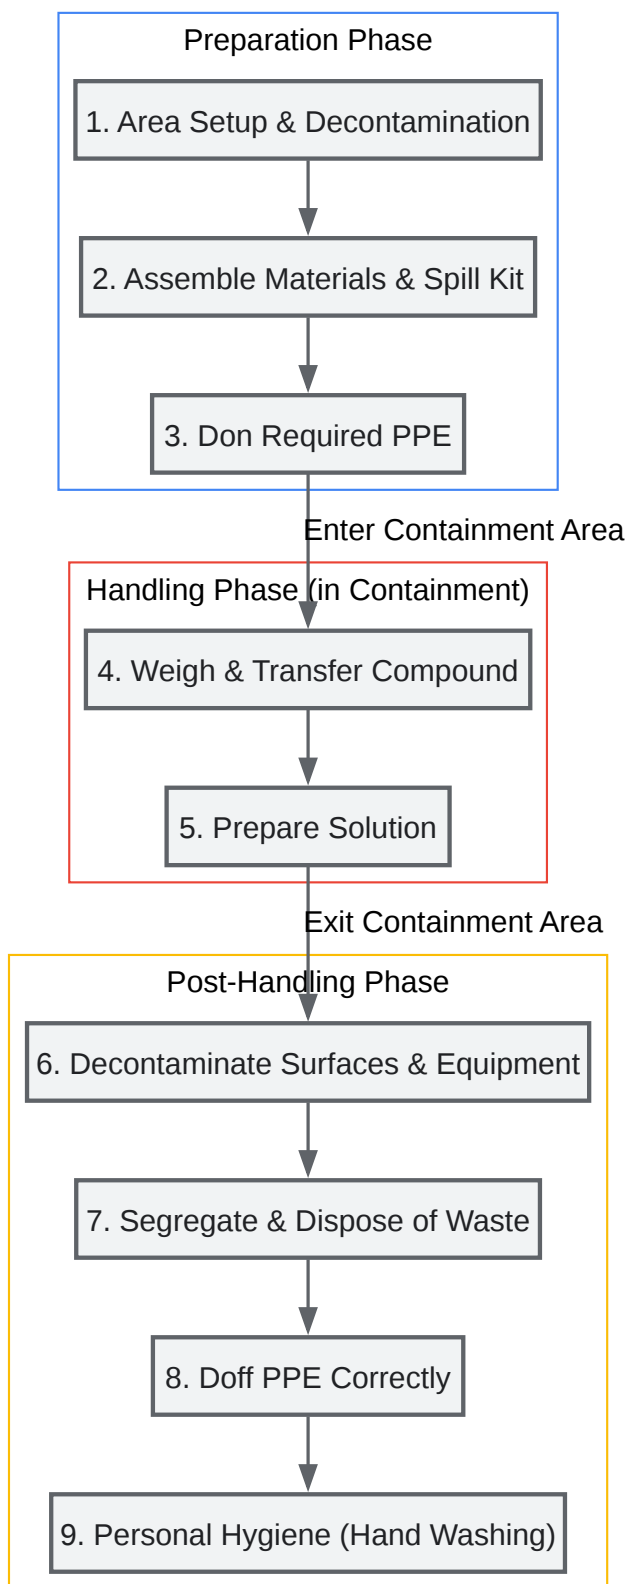 Preparation Phase
1. Area Setup & Decontamination
2. Assemble Materials & Spill Kit
3. Don Required PPE
Enter Containment Area
Handling Phase (in Containment)
4. Weigh & Transfer Compound
5. Prepare Solution
Exit Containment Area
Post-Handling Phase
6. Decontaminate Surfaces & Equipment
7. Segregate & Dispose of Waste
8. Doff PPE Correctly
9. Personal Hygiene (Hand Washing)